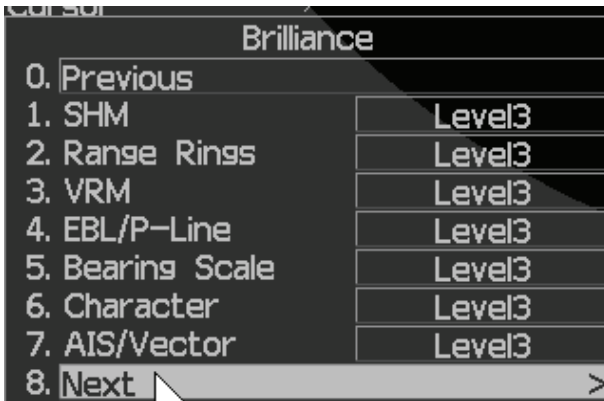 Cursor
Brilliance
0. Previous
1. SHM Level3
2. Range Rings Level3
3. VRM Level3
4. EBL/P-Line Level3
5. Bearing Scale Level3
6. Character Level3
7. AIS/Vector Level3
8. Next >